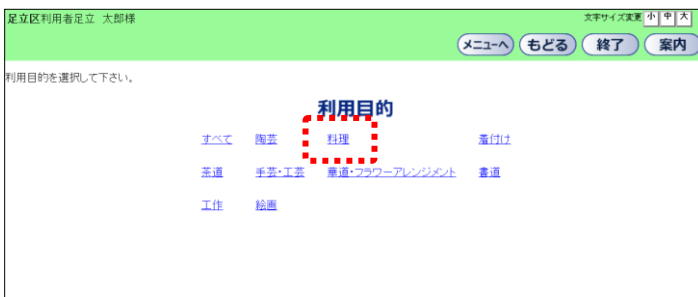 足立区利用者足立 太郎様
文字サイズ変更 小 中 大
メニューへ もどる 終了 案内
利用目的を選択して下さい。
利用目的
すべて 陶芸 料理 着付け
茶道 手芸・工芸 華道・フラワーアレンジメント 書道
工作 絵画